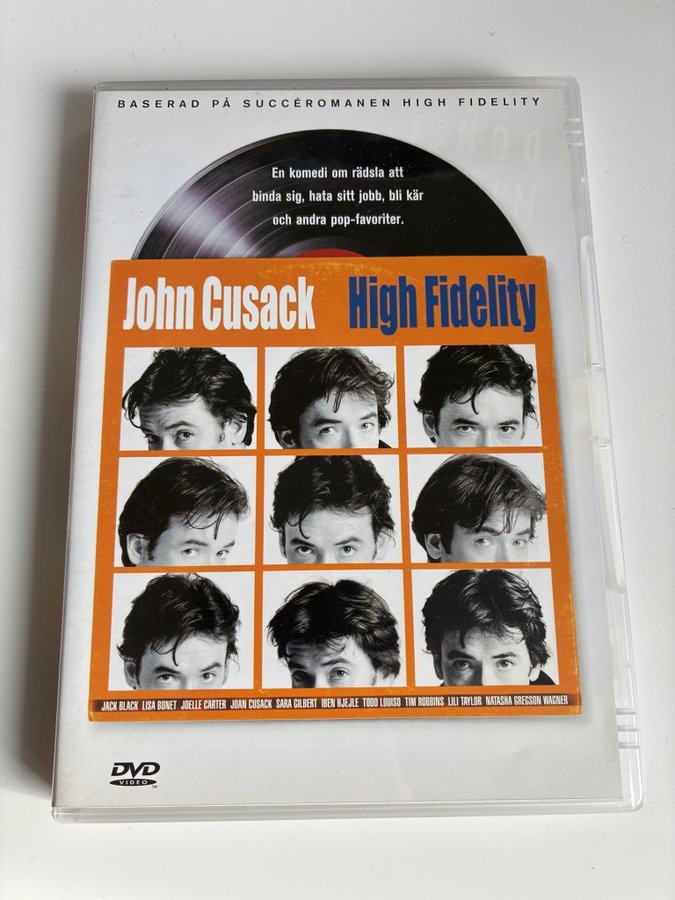 BASERAD PÅ SUCCÉROMANEN HIGH FIDELITY
En komedi om rädsla att
binda sig, hata sitt jobb, bli kär
och andra pop-favoriter.
John Cusack High Fidelity
JACK BLACK LISA BONET JOELLE CARTER JOAN CUSACK SARA GILBERT IBEN HJEJLE TODD LOUISO TIM ROBBINS LILI TAYLOR NATASHA GREGSON WAGNER
DVD
VIDEO
TM